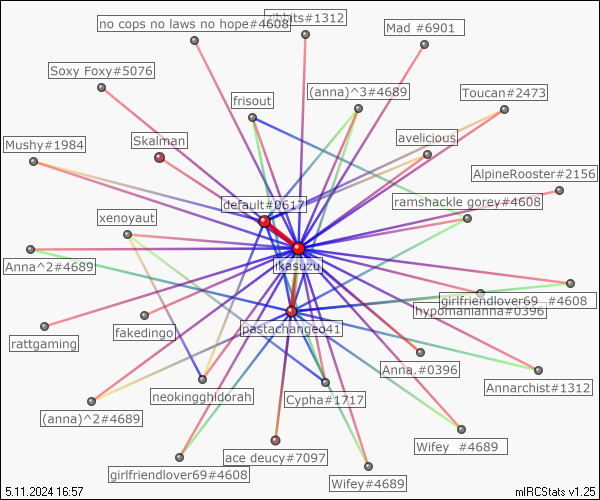 no cops no laws no hope#4608
#1312
Mad #6901
Soxy Foxy#5076
(anna)^3#4689
Toucan#2473
frisout
Mushy#1984
Skalman
avelicious
AlpineRooster#2156
default#0617
ramshackle gorey#4608
xenoyaut
Anna^2#4689
ikasuzu
girlfriendlover69 #4608
hypomanianna#0396
fakedingo
pastachangeo41
rattgaming
Anna.#0396
Annarchist#1312
neokingghidorah
Cypha#1717
(anna)^2#4689
Wifey #4689
ace deucy#7097
girlfriendlover69#4608
Wifey#4689
5.11.2024 16:57
mIRCStats v1.25